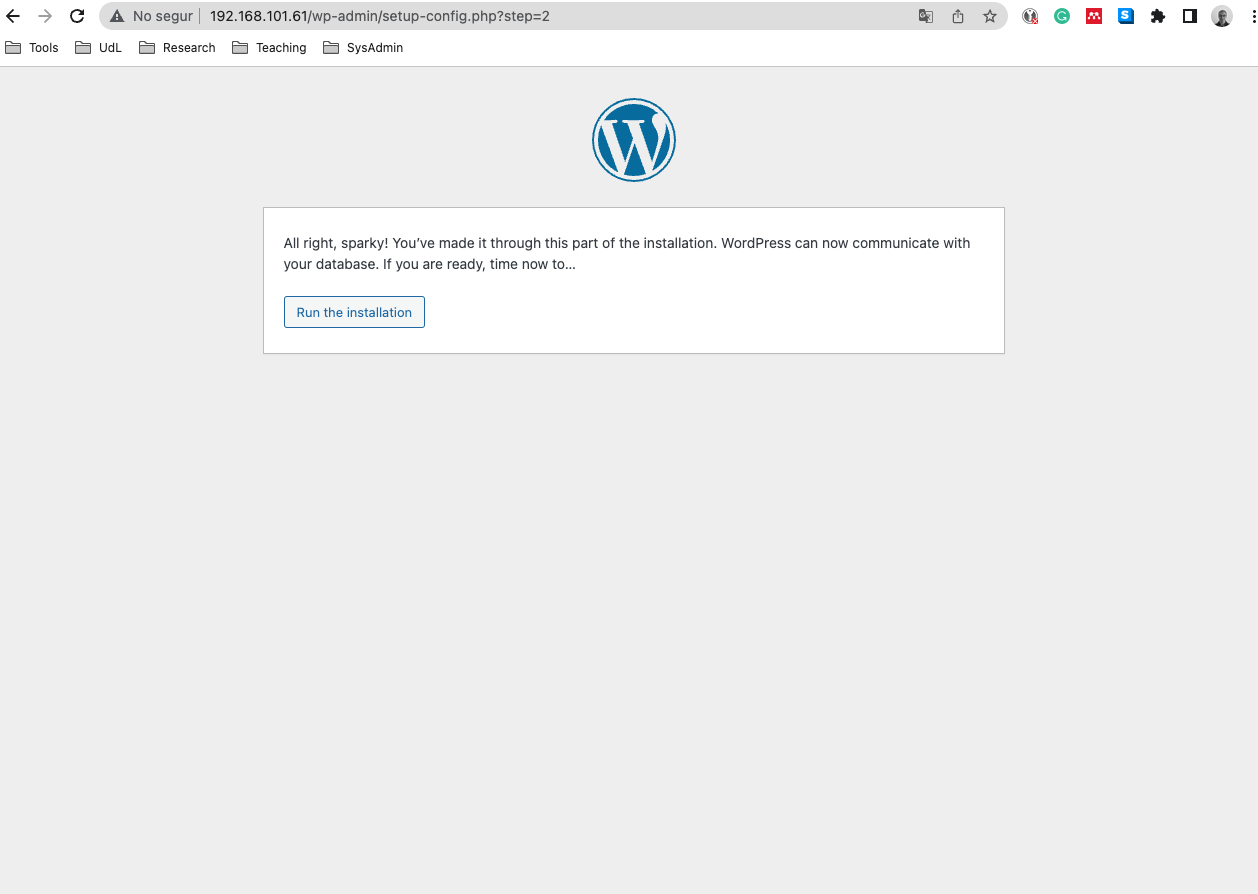 No segur
192.168.101.61/wp-admin/setup-config.php?step=2
Tools
UdL
Research
Teaching
SysAdmin
All right, sparky! You’ve made it through this part of the installation. WordPress can now communicate with
your database. If you are ready, time now to…
Run the installation